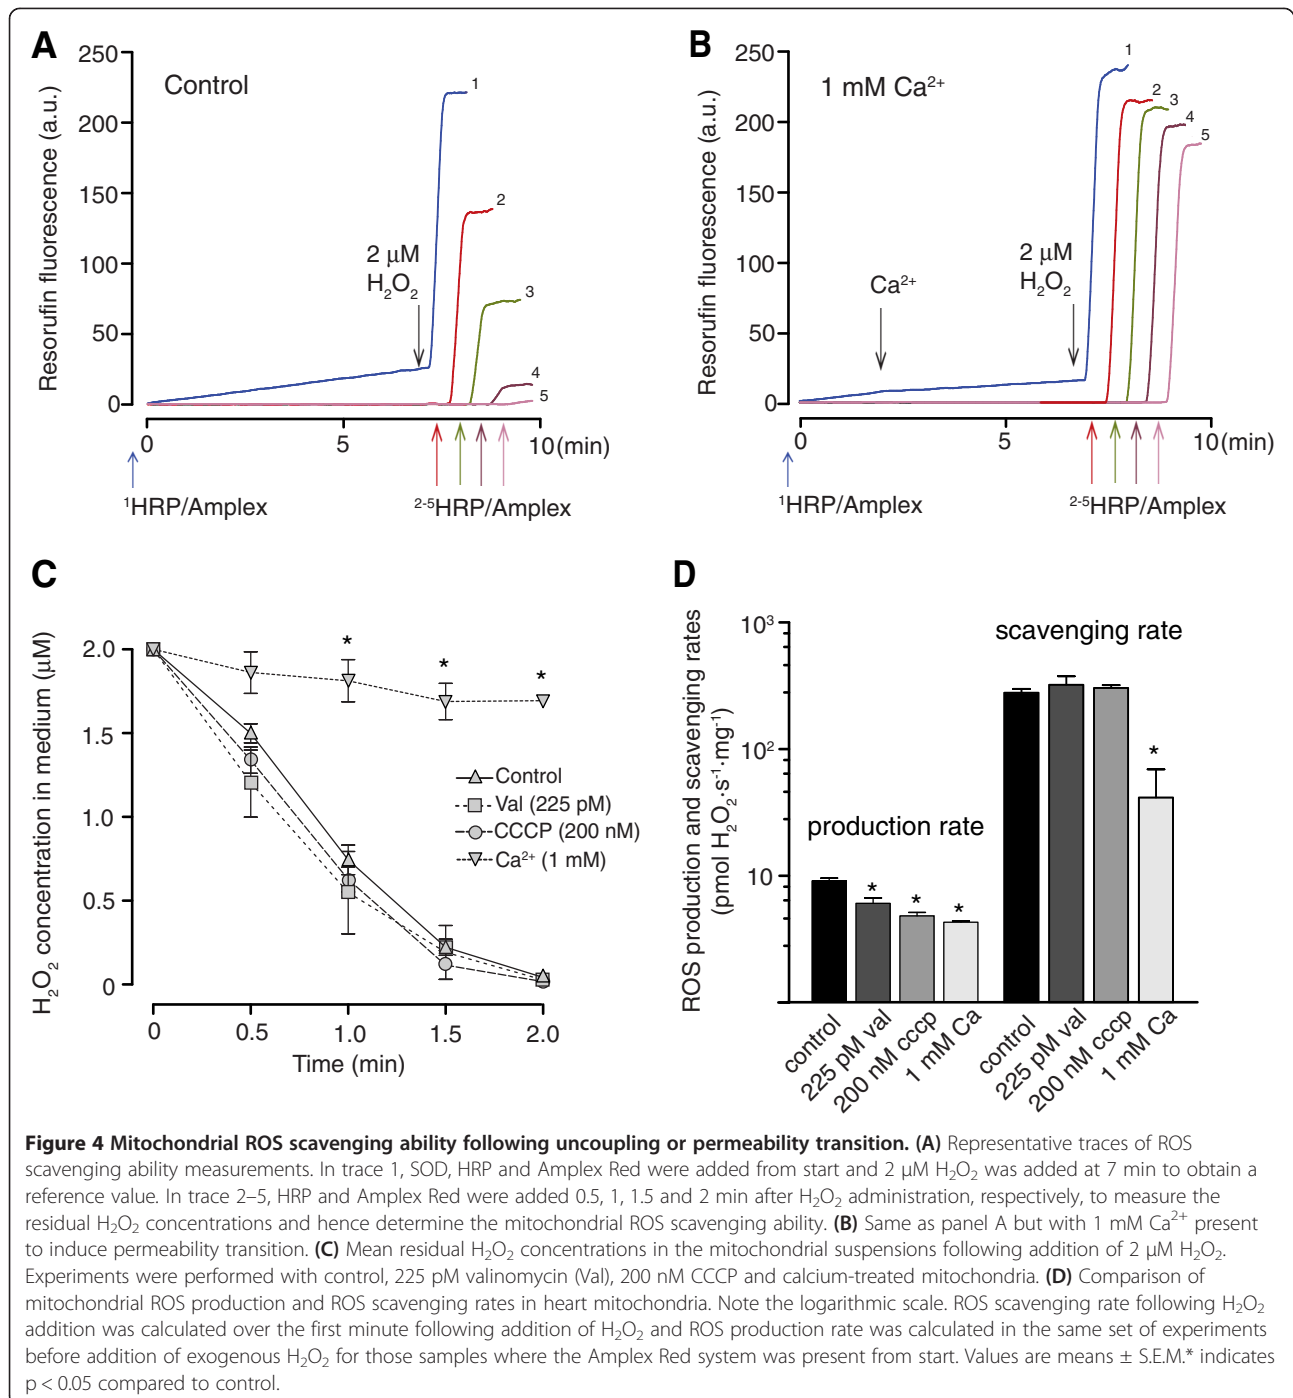 A
Control
Resorufin fluorescence (a.u.)
250
200
150
100
50
0
2 µM
H₂O₂
1
2
3
4
5
0
5
10 (min)
¹HRP/Amplex
²⁻⁵HRP/Amplex
B
1 mM Ca²⁺
Resorufin fluorescence (a.u.)
250
200
150
100
50
0
Ca²⁺
2 µM
H₂O₂
1
2
3
4
5
0
5
10 (min)
¹HRP/Amplex
²⁻⁵HRP/Amplex
C
H₂O₂ concentration in medium (µM)
2.0
1.5
1.0
0.5
0
*
*
*
Control
Val (225 pM)
CCCP (200 nM)
Ca²⁺ (1 mM)
0
0.5
1.0
1.5
2.0
Time (min)
D
ROS production and scavenging rates
(pmol H₂O₂·s⁻¹·mg⁻¹)
10³
10²
10
production rate
scavenging rate
*
*
*
*
control
225 pM val
200 nM cccp
1 mM Ca
control
225 pM val
200 nM cccp
1 mM Ca
Figure 4 Mitochondrial ROS scavenging ability following uncoupling or permeability transition. (A) Representative traces of ROS
scavenging ability measurements. In trace 1, SOD, HRP and Amplex Red were added from start and 2 µM H₂O₂ was added at 7 min to obtain a
reference value. In trace 2–5, HRP and Amplex Red were added 0.5, 1, 1.5 and 2 min after H₂O₂ administration, respectively, to measure the
residual H₂O₂ concentrations and hence determine the mitochondrial ROS scavenging ability. (B) Same as panel A but with 1 mM Ca²⁺ present
to induce permeability transition. (C) Mean residual H₂O₂ concentrations in the mitochondrial suspensions following addition of 2 µM H₂O₂.
Experiments were performed with control, 225 pM valinomycin (Val), 200 nM CCCP and calcium-treated mitochondria. (D) Comparison of
mitochondrial ROS production and ROS scavenging rates in heart mitochondria. Note the logarithmic scale. ROS scavenging rate following H₂O₂
addition was calculated over the first minute following addition of H₂O₂ and ROS production rate was calculated in the same set of experiments
before addition of exogenous H₂O₂ for those samples where the Amplex Red system was present from start. Values are means ± S.E.M.* indicates
p < 0.05 compared to control.